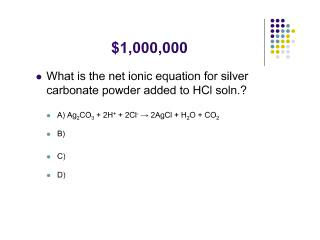 $1,000,000
What is the net ionic equation for silver
carbonate powder added to HCl soln.?
A) Ag₂CO₃ + 2H⁺ + 2Cl⁻ → 2AgCl + H₂O + CO₂
B)
C)
D)